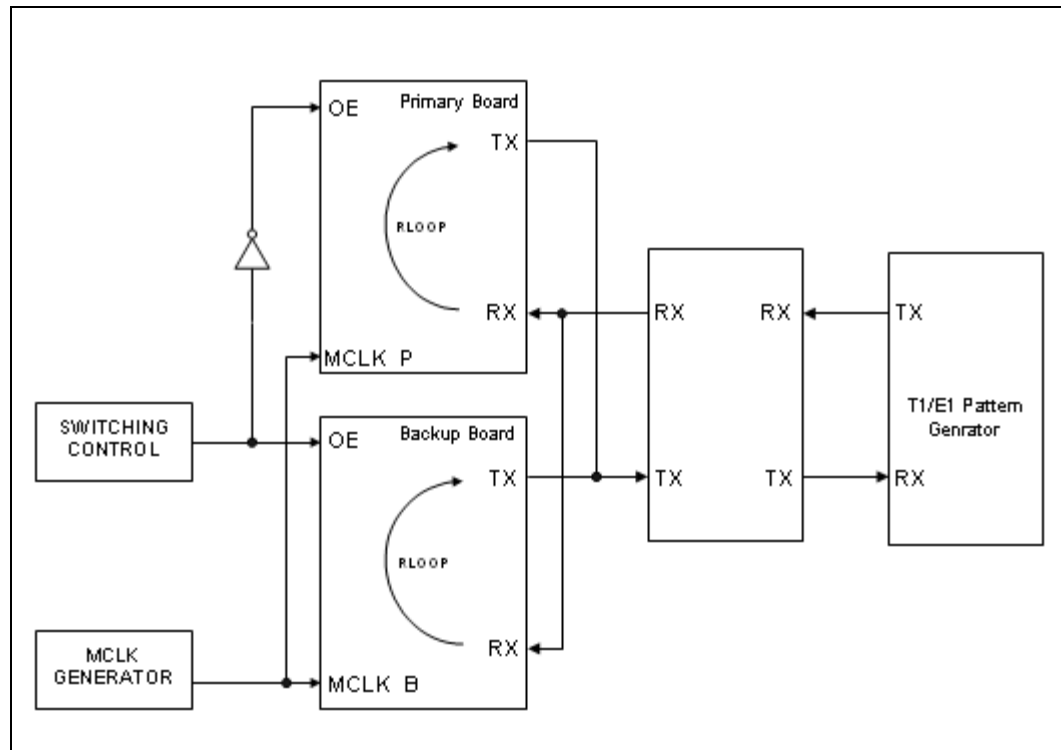 Primary Board
OE
TX
RLOOP
RX
MCLK P
SWITCHING
CONTROL
Backup Board
OE
TX
RLOOP
RX
MCLK B
MCLK
GENERATOR
RX
RX
TX
TX
TX
T1/E1 Pattern
Genrator
RX